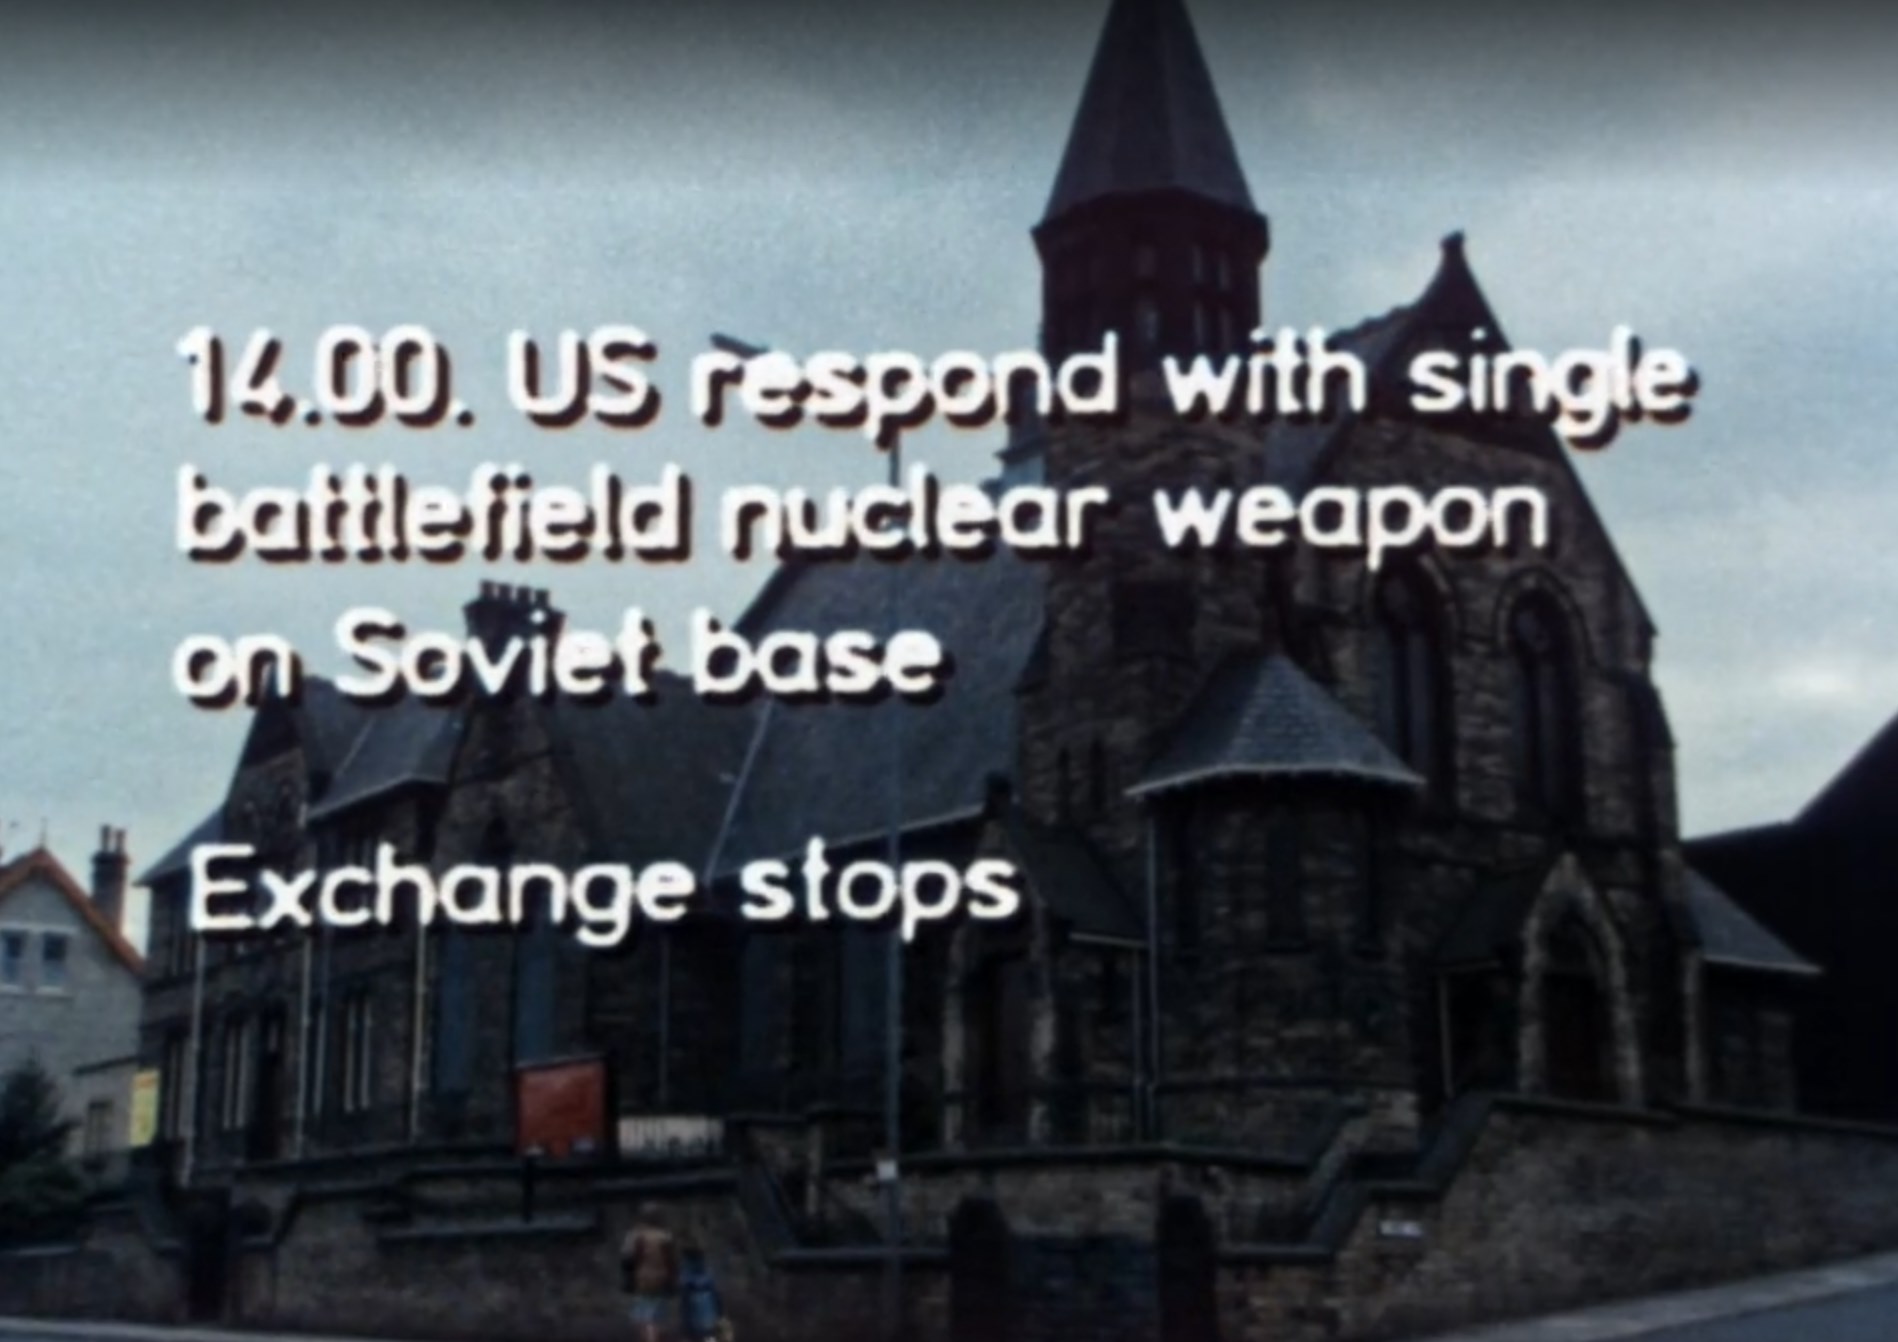 14.00. US respond with single
battlefield nuclear weapon
on Soviet base
Exchange stops